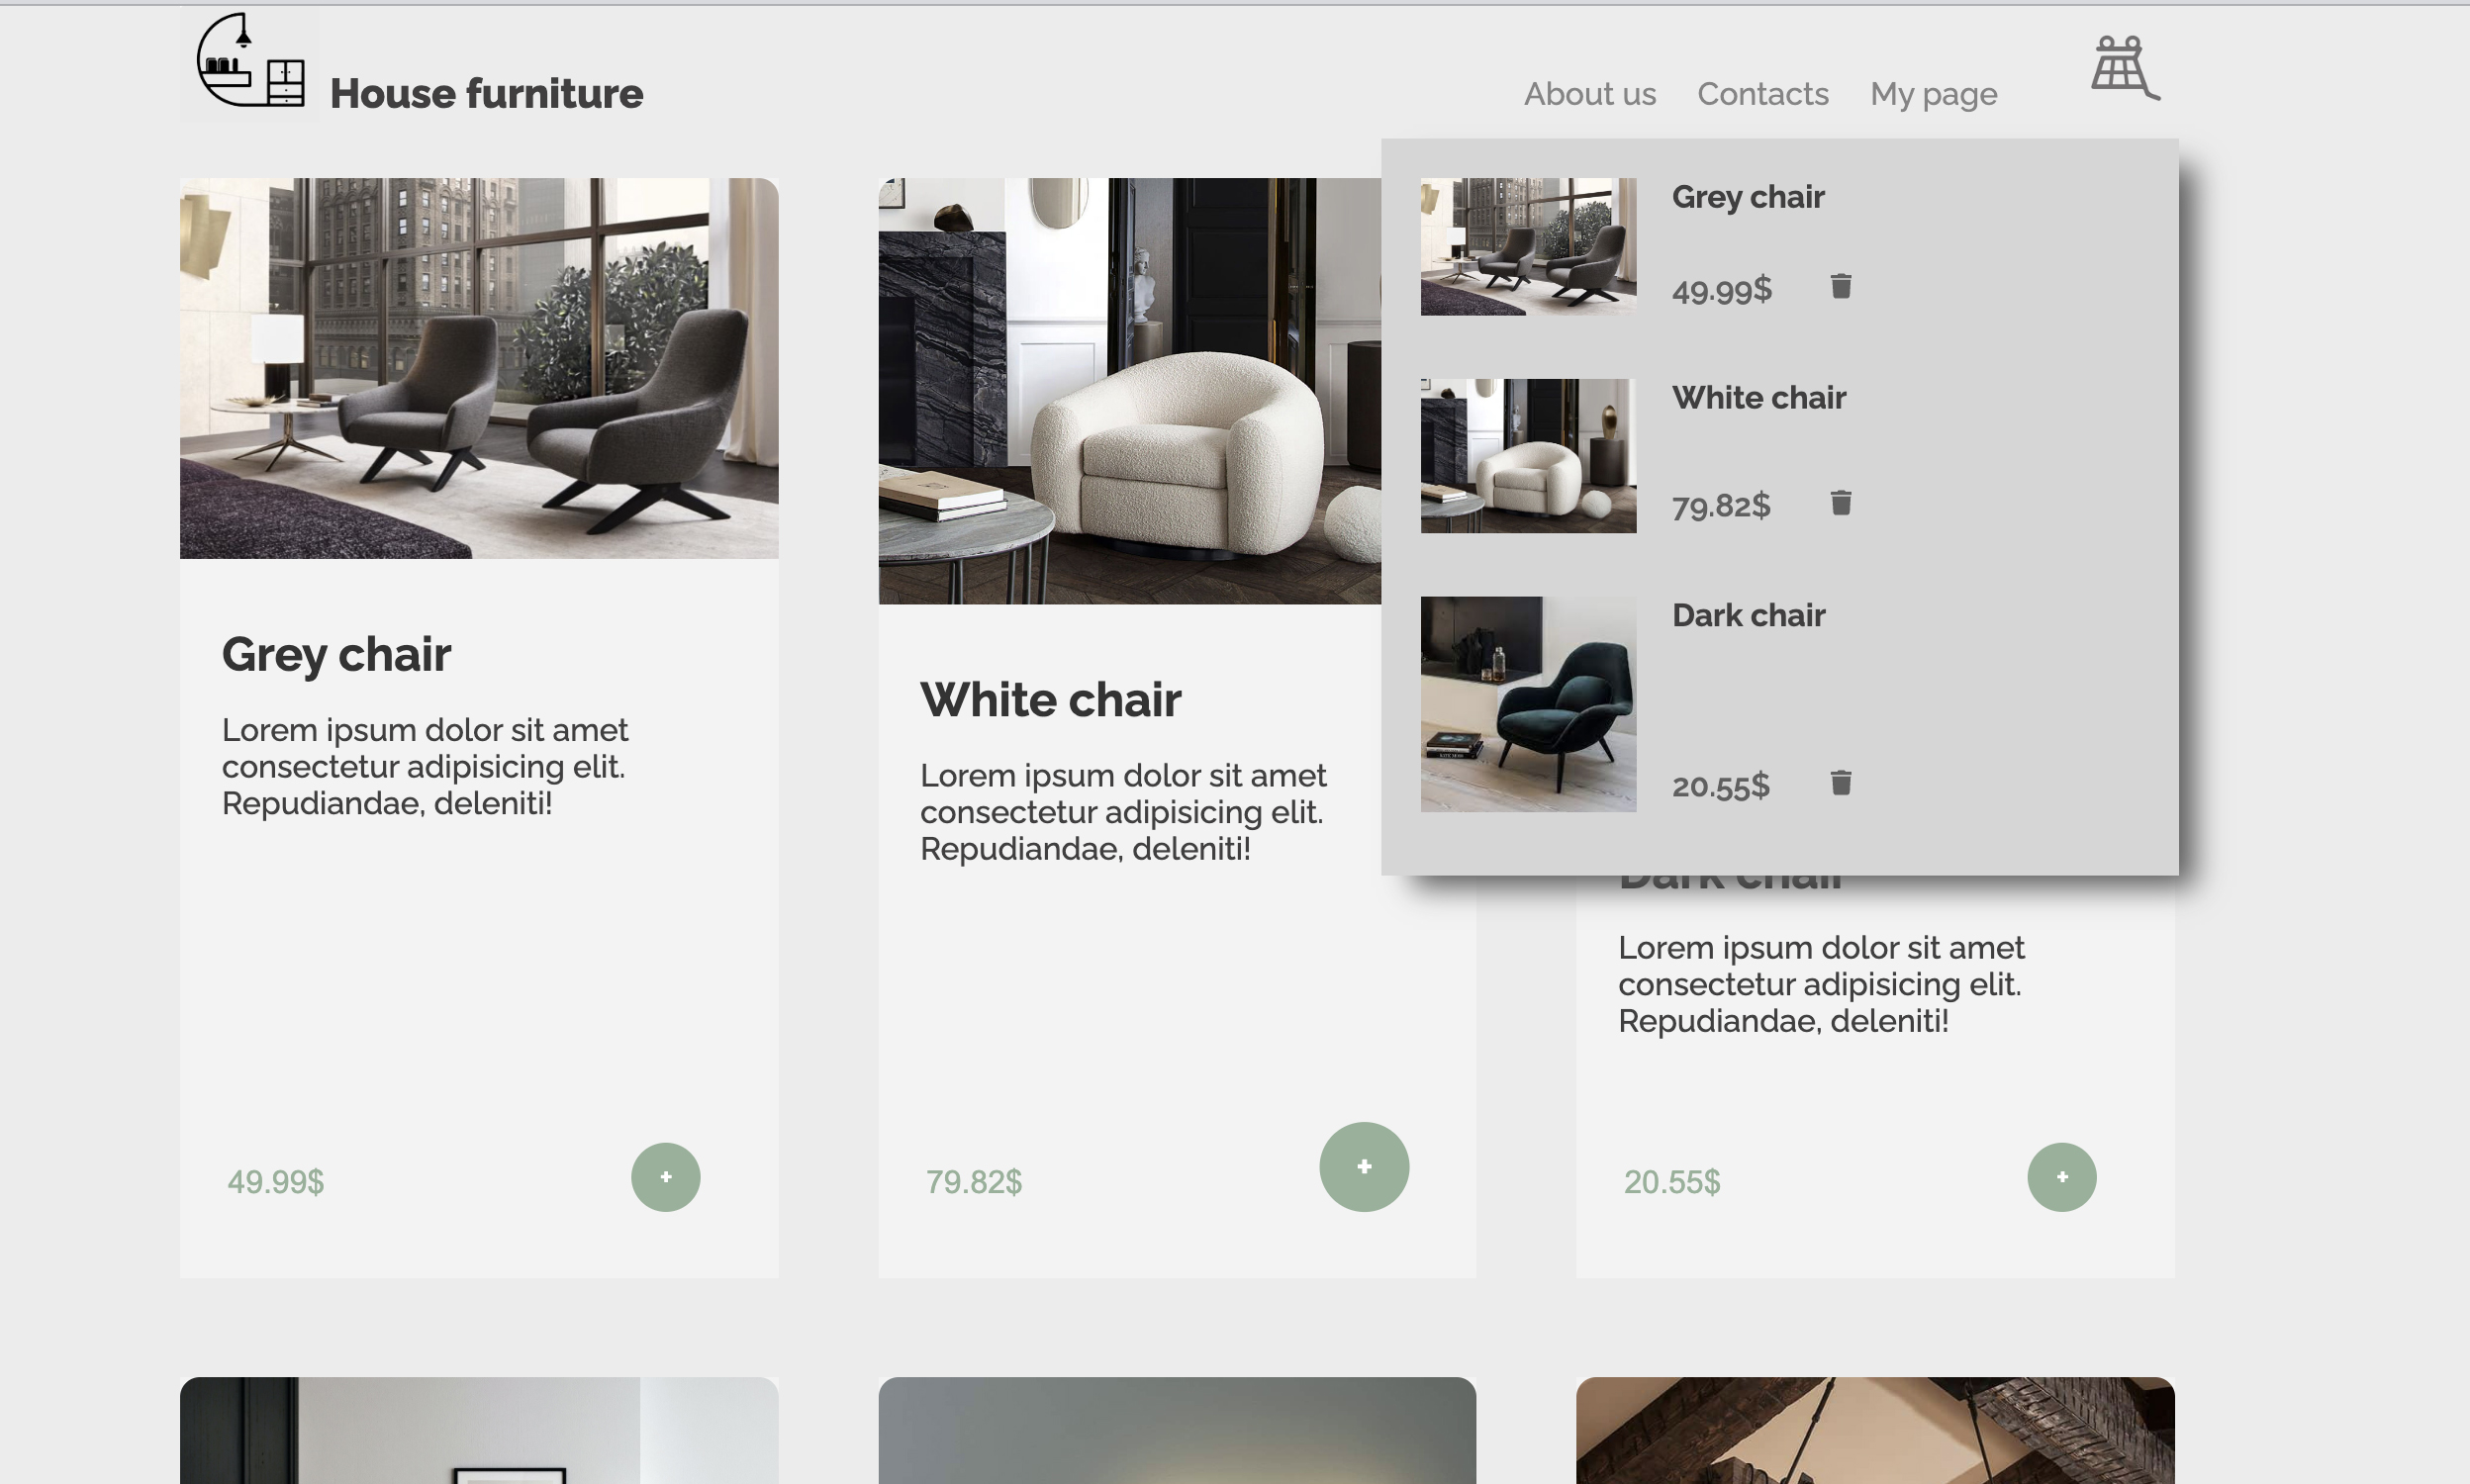 House furniture
About us
Contacts
My page
Grey chair
49.99$
White chair
79.82$
Dark chair
20.55$
Grey chair
Lorem ipsum dolor sit amet
consectetur adipisicing elit.
Repudiandae, deleniti!
49.99$
+
White chair
Lorem ipsum dolor sit amet
consectetur adipisicing elit.
Repudiandae, deleniti!
79.82$
+
Dark chair
Lorem ipsum dolor sit amet
consectetur adipisicing elit.
Repudiandae, deleniti!
20.55$
+